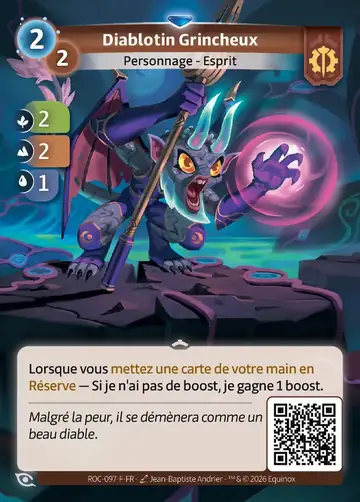 2
Diablotin Grincheux
2
Personnage - Esprit
2
2
1
Lorsque vous mettez une carte de votre main en
Réserve — Si je n'ai pas de boost, je gagne 1 boost.
Malgré la peur, il se démènera comme un
beau diable.
ROC-097-F-FR - Jean-Baptiste Andrier - ™ & © 2026 Equinox